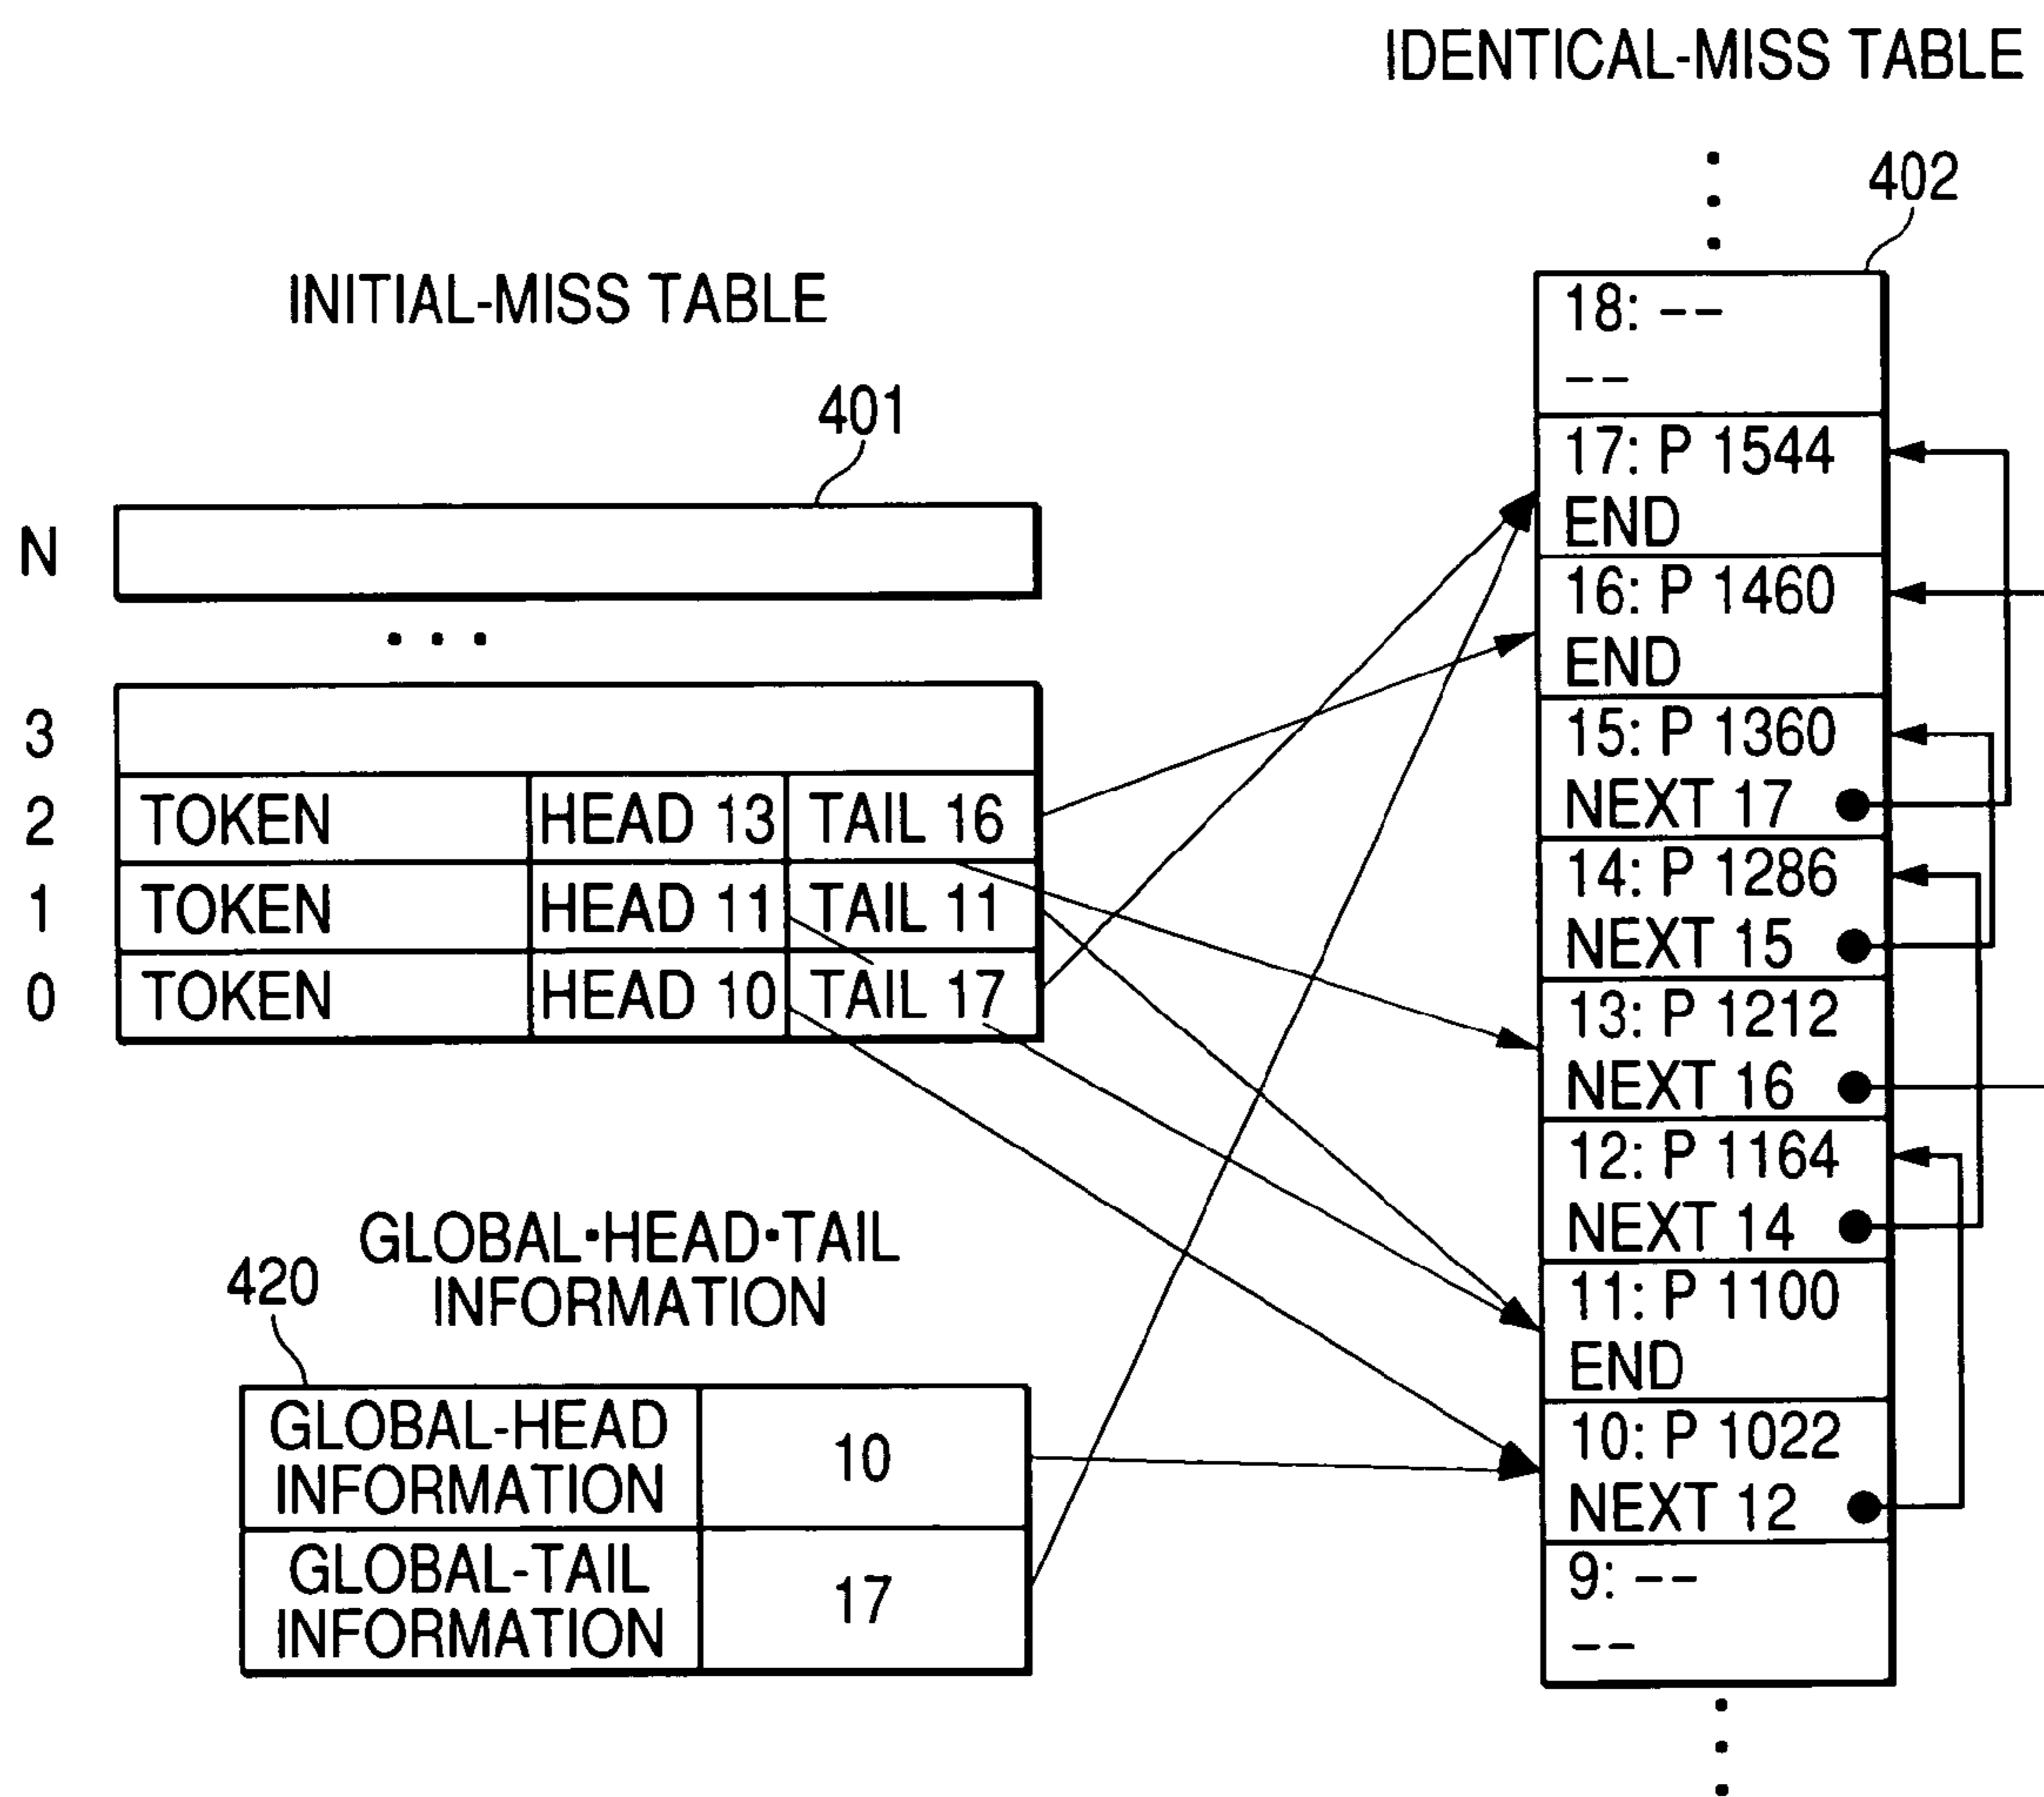 IDENTICAL-MISS TABLE
402
INITIAL-MISS TABLE
401
N
3
2 TOKEN HEAD 13 TAIL 16
1 TOKEN HEAD 11 TAIL 11
0 TOKEN HEAD 10 TAIL 17
GLOBAL·HEAD·TAIL
INFORMATION
420
GLOBAL-HEAD
INFORMATION
10
GLOBAL-TAIL
INFORMATION
17
18: --
--
17: P 1544
END
16: P 1460
END
15: P 1360
NEXT 17
14: P 1286
NEXT 15
13: P 1212
NEXT 16
12: P 1164
NEXT 14
11: P 1100
END
10: P 1022
NEXT 12
9: --
--